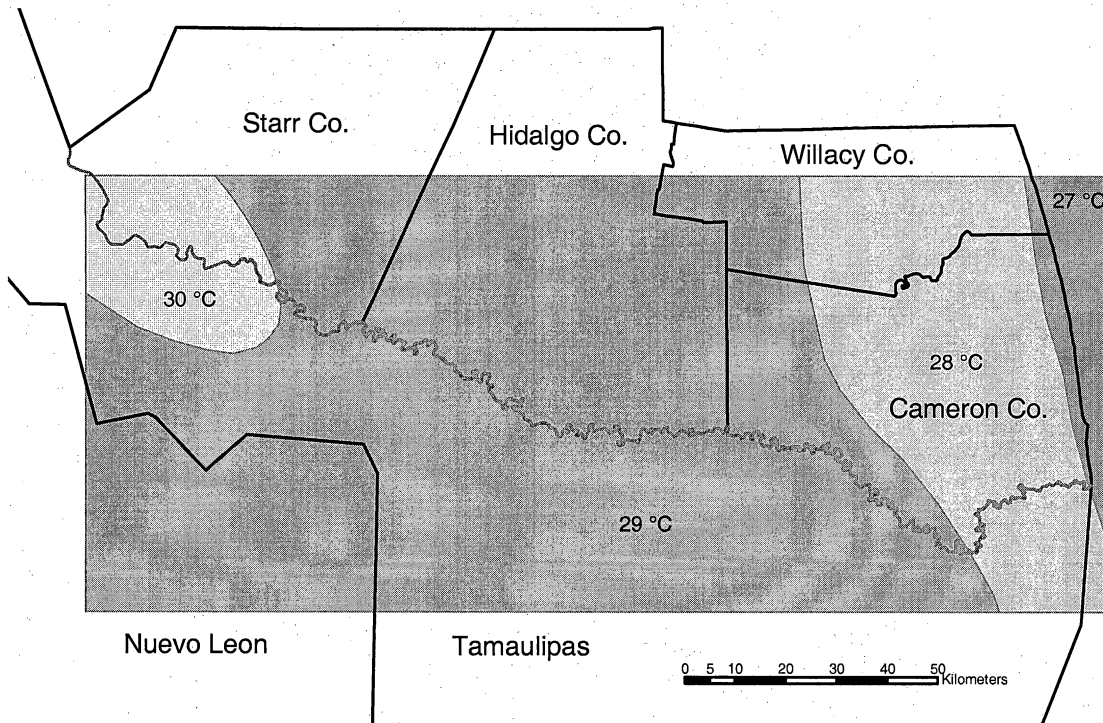 Starr Co.
Hidalgo Co.
Willacy Co.
27 °C
30 °C
28 °C
Cameron Co.
29 °C
Nuevo Leon
Tamaulipas
0 5 10 20 30 40 50
Kilometers